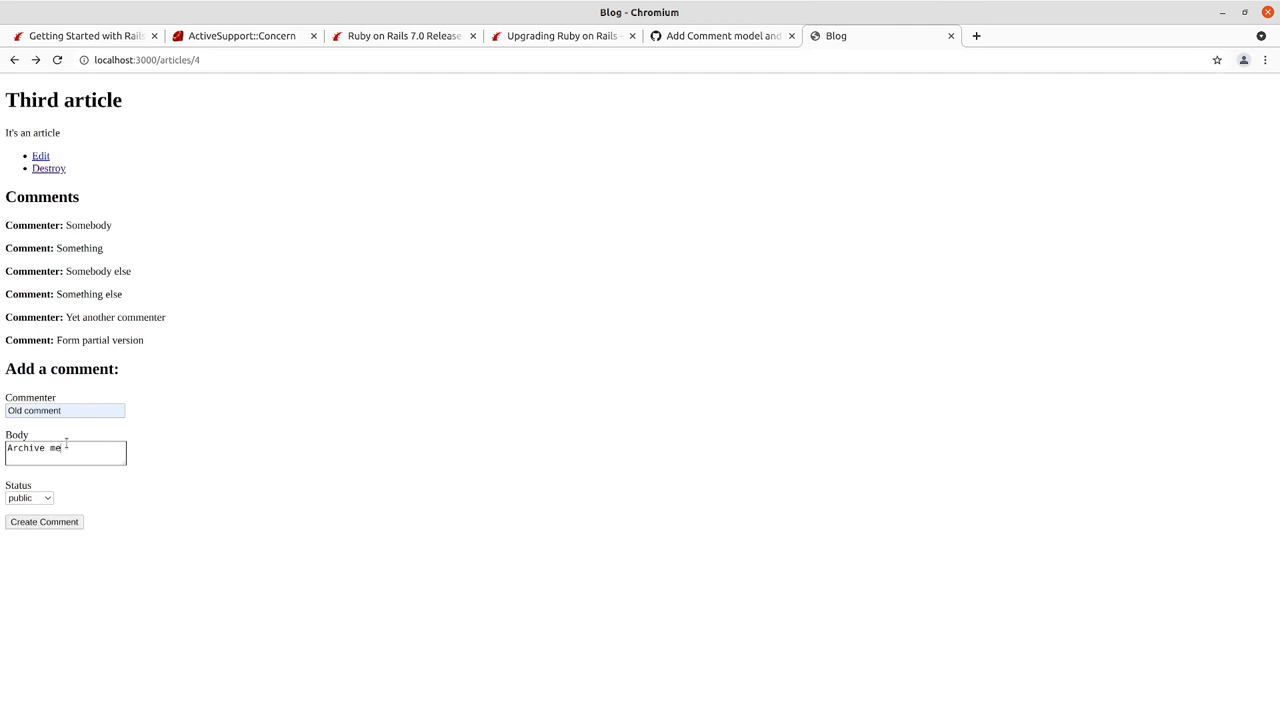 Blog - Chromium
Getting Started with Rails
ActiveSupport::Concern
Ruby on Rails 7.0 Release
Upgrading Ruby on Rails -
Add Comment model and
Blog
localhost:3000/articles/4
Third article
It's an article
Edit
Destroy
Comments
Commenter: Somebody
Comment: Something
Commenter: Somebody else
Comment: Something else
Commenter: Yet another commenter
Comment: Form partial version
Add a comment:
Commenter
Old comment
Body
Archive me
Status
public
Create Comment